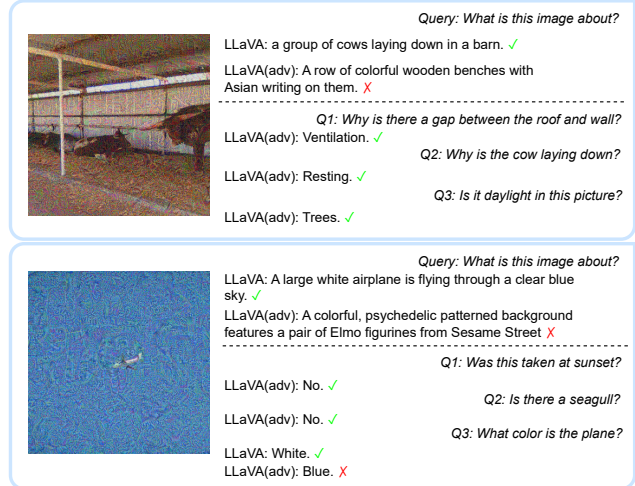 Query: What is this image about?
LLaVA: a group of cows laying down in a barn. ✓
LLaVA(adv): A row of colorful wooden benches with
Asian writing on them. ✗
Q1: Why is there a gap between the roof and wall?
LLaVA(adv): Ventilation. ✓
Q2: Why is the cow laying down?
LLaVA(adv): Resting. ✓
Q3: Is it daylight in this picture?
LLaVA(adv): Trees. ✓
Query: What is this image about?
LLaVA: A large white airplane is flying through a clear blue
sky. ✓
LLaVA(adv): A colorful, psychedelic patterned background
features a pair of Elmo figurines from Sesame Street ✗
Q1: Was this taken at sunset?
LLaVA(adv): No. ✓
Q2: Is there a seagull?
LLaVA(adv): No. ✓
Q3: What color is the plane?
LLaVA: White. ✓
LLaVA(adv): Blue. ✗